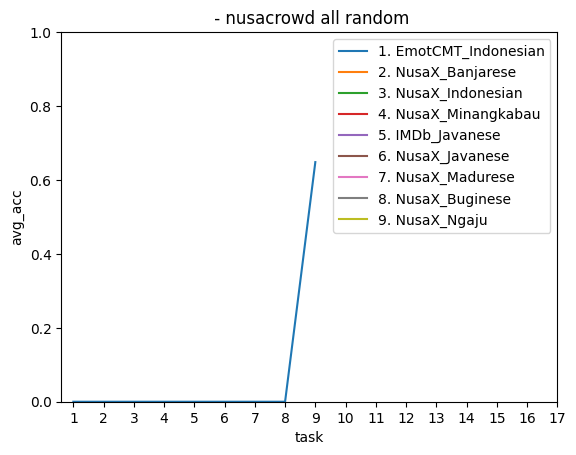 - nusacrowd all random
1.0
0.8
0.6
0.4
0.2
0.0
avg_acc
1. EmotCMT_Indonesian
2. NusaX_Banjarese
3. NusaX_Indonesian
4. NusaX_Minangkabau
5. IMDb_Javanese
6. NusaX_Javanese
7. NusaX_Madurese
8. NusaX_Buginese
9. NusaX_Ngaju
1 2 3 4 5 6 7 8 9 10 11 12 13 14 15 16 17
task